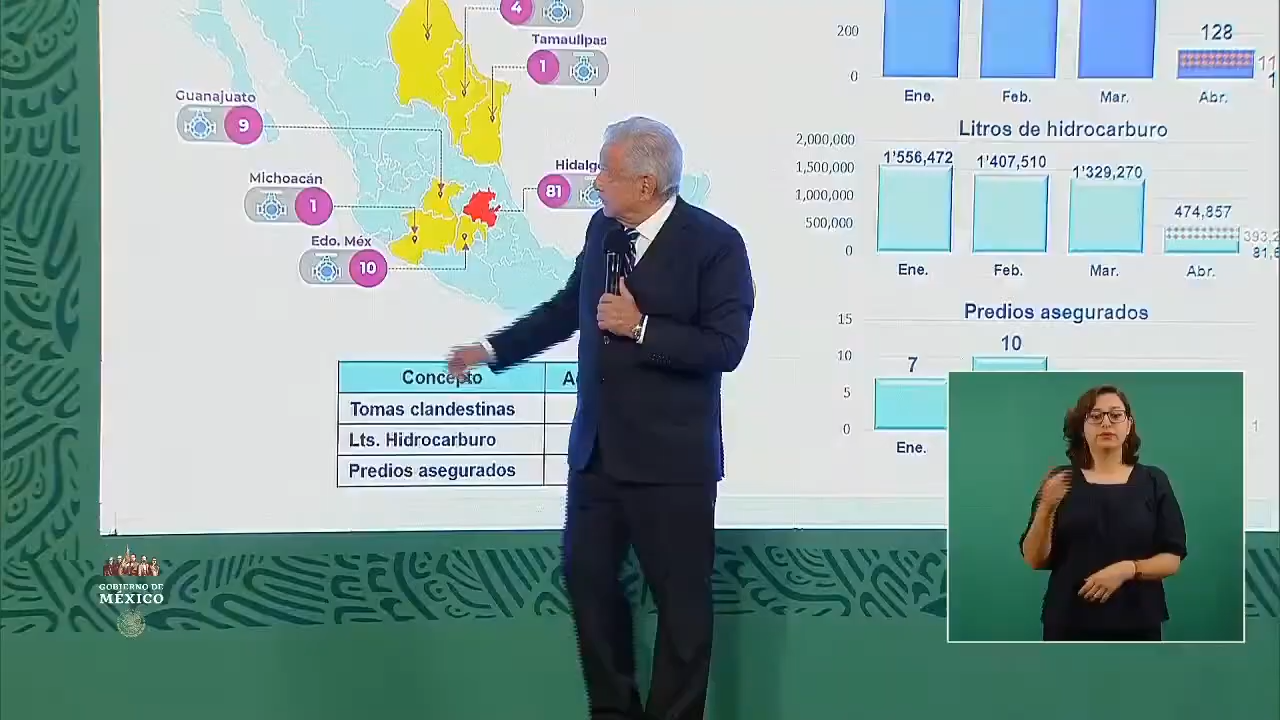 4
Tamaulipas
1
Guanajuato
9
Michoacán
1
Hidalgo
81
Edo. Méx
10
Concepto
Tomas clandestinas
Lts. Hidrocarburo
Predios asegurados
200
0
128
Ene.
Feb.
Mar.
Abr.
Litros de hidrocarburo
2,000,000
1,500,000
1,000,000
500,000
0
1'556,472
1'407,510
1'329,270
474,857
Ene.
Feb.
Mar.
Abr.
Predios asegurados
15
10
5
0
7
10
1
Ene.
GOBIERNO DE
MÉXICO